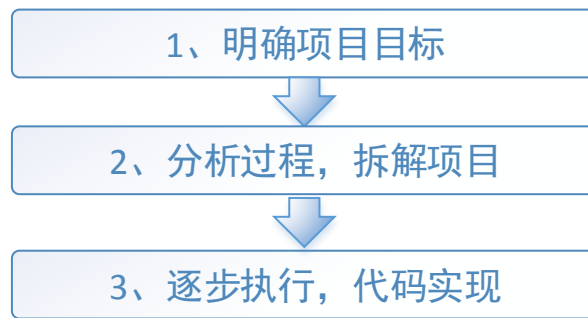 1、明确项目目标
2、分析过程，拆解项目
3、逐步执行，代码实现